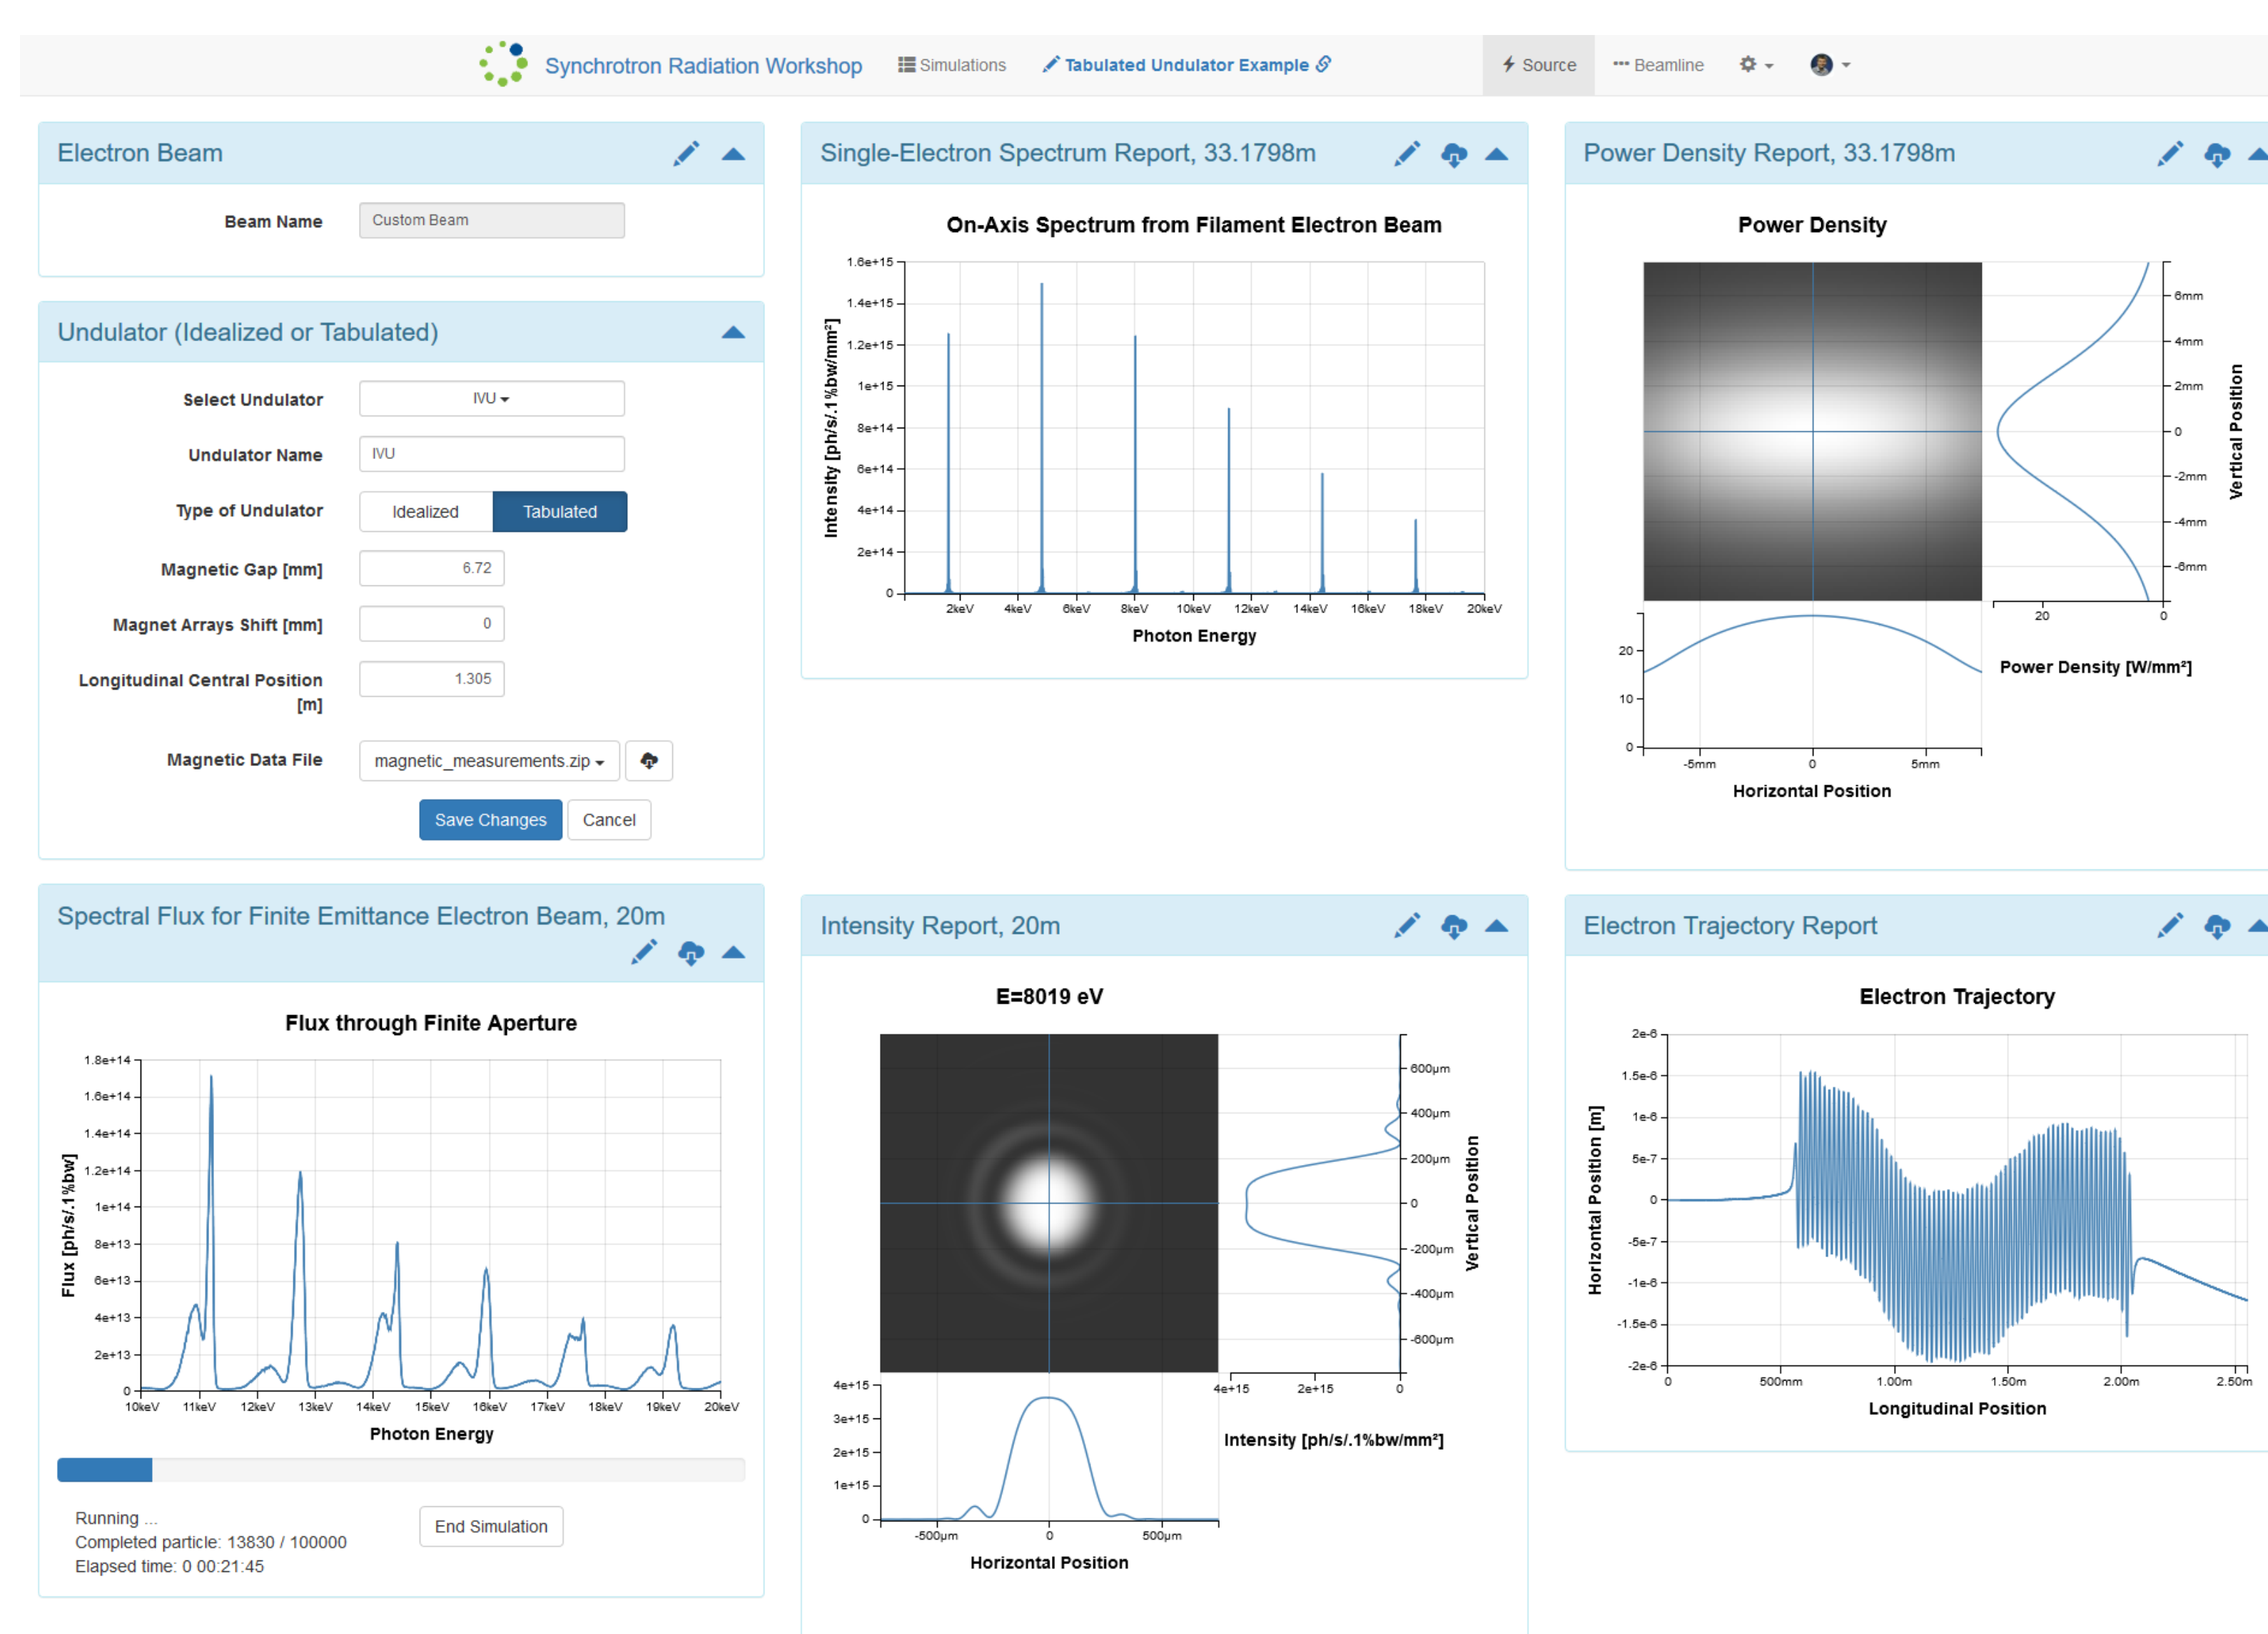 Synchrotron Radiation Workshop
Simulations
Tabulated Undulator Example
Source
Beamline
Electron Beam
Beam Name
Custom Beam
Undulator (Idealized or Tabulated)
Select Undulator
IVU
Undulator Name
IVU
Type of Undulator
Idealized
Tabulated
Magnetic Gap [mm]
6.72
Magnet Arrays Shift [mm]
0
Longitudinal Central Position
[m]
1.305
Magnetic Data File
magnetic_measurements.zip
Save Changes
Cancel
Single-Electron Spectrum Report, 33.1798m
On-Axis Spectrum from Filament Electron Beam
Intensity [ph/s/.1%bw/mm²]
1.6e+15
1.4e+15
1.2e+15
1e+15
8e+14
6e+14
4e+14
2e+14
0
2keV
4keV
6keV
8keV
10keV
12keV
14keV
16keV
18keV
20keV
Photon Energy
Power Density Report, 33.1798m
Power Density
6mm
4mm
2mm
0
-2mm
-4mm
-6mm
Vertical Position
20
0
Power Density [W/mm²]
20
10
0
-5mm
0
5mm
Horizontal Position
Spectral Flux for Finite Emittance Electron Beam, 20m
Flux through Finite Aperture
Flux [ph/s/.1%bw]
1.8e+14
1.6e+14
1.4e+14
1.2e+14
1e+14
8e+13
6e+13
4e+13
2e+13
0
10keV
11keV
12keV
13keV
14keV
15keV
16keV
17keV
18keV
19keV
20keV
Photon Energy
Running ...
Completed particle: 13830 / 100000
Elapsed time: 0 00:21:45
End Simulation
Intensity Report, 20m
E=8019 eV
600µm
400µm
200µm
0
-200µm
-400µm
-600µm
Vertical Position
4e+15
2e+15
0
Intensity [ph/s/.1%bw/mm²]
4e+15
3e+15
2e+15
1e+15
0
-500µm
0
500µm
Horizontal Position
Electron Trajectory Report
Electron Trajectory
Horizontal Position [m]
2e-6
1.5e-6
1e-6
5e-7
0
-5e-7
-1e-6
-1.5e-6
-2e-6
0
500mm
1.00m
1.50m
2.00m
2.50m
Longitudinal Position